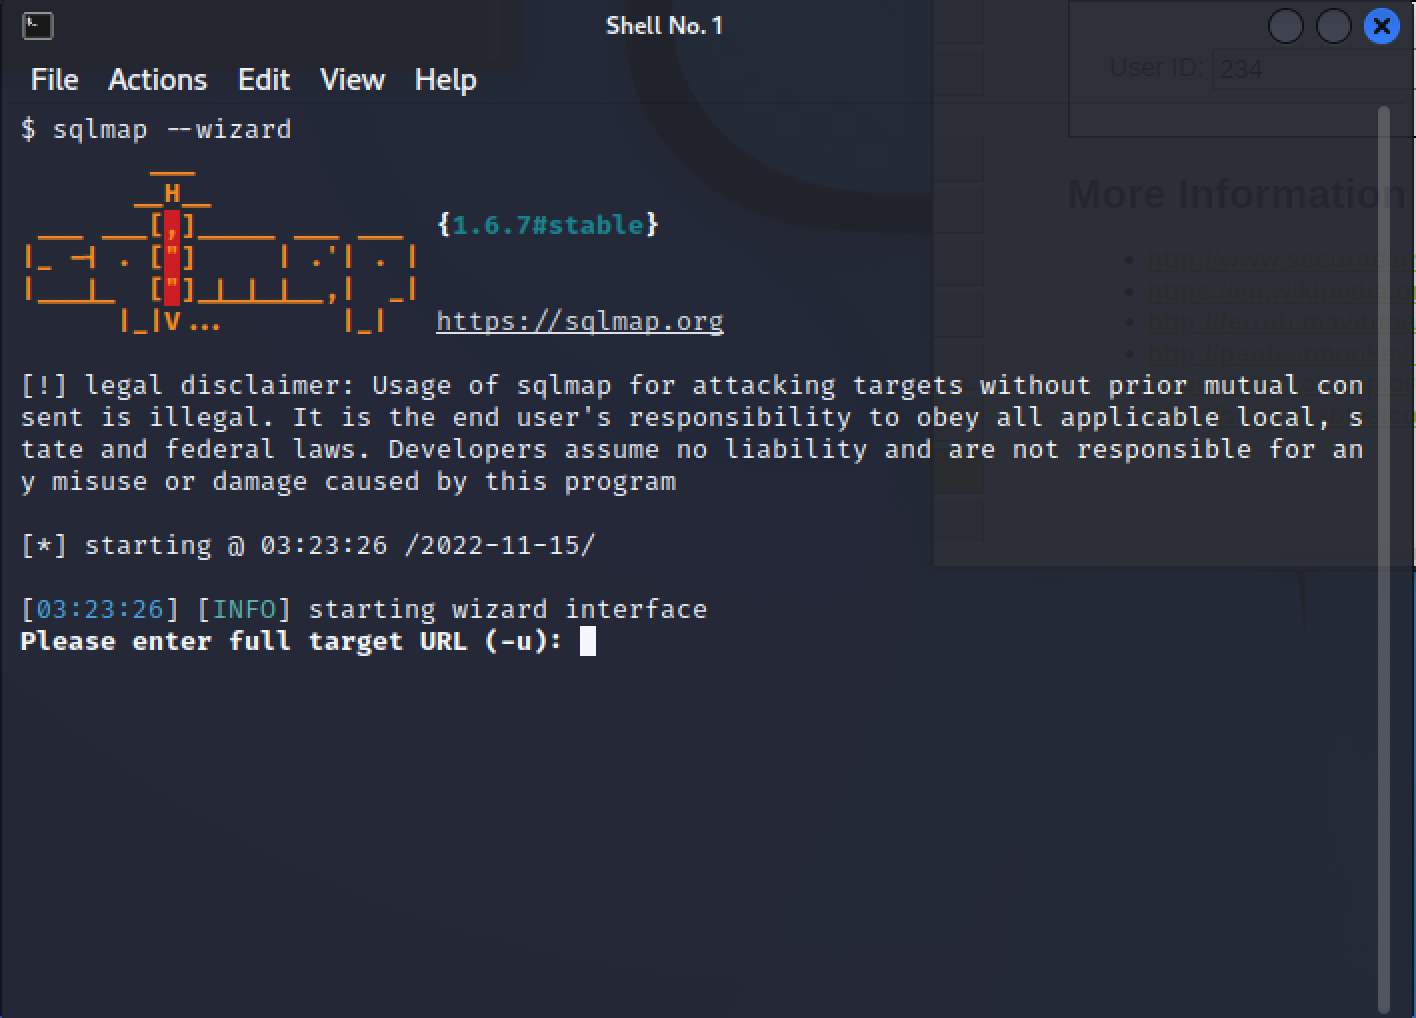 Shell No. 1
File Actions Edit View Help
User ID: 234
$ sqlmap --wizard
More Information
{1.6.7#stable}
https://sqlmap.org
[!] legal disclaimer: Usage of sqlmap for attacking targets without prior mutual con
sent is illegal. It is the end user's responsibility to obey all applicable local, s
tate and federal laws. Developers assume no liability and are not responsible for an
y misuse or damage caused by this program
[*] starting @ 03:23:26 /2022-11-15/
[03:23:26] [INFO] starting wizard interface
Please enter full target URL (-u):